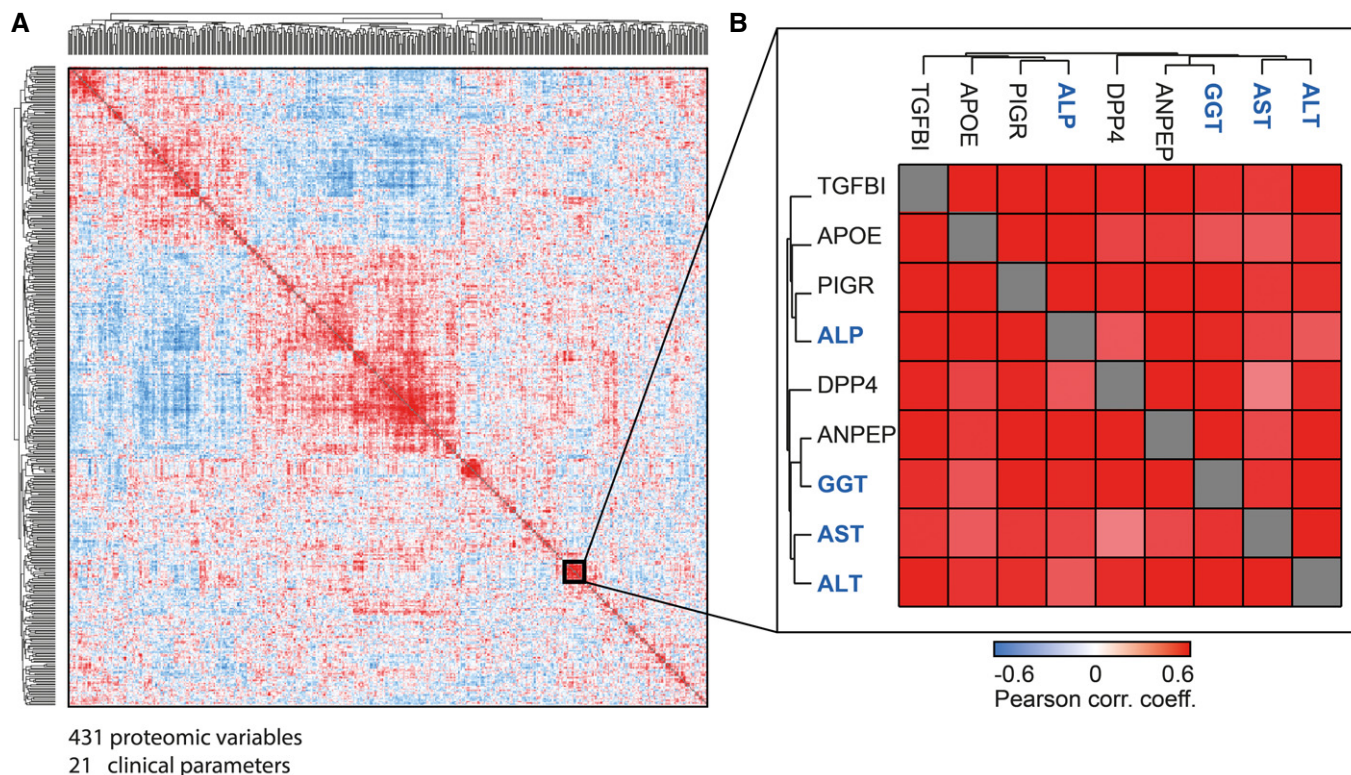 A
B
TGFBI
APOE
PIGR
ALP
DPP4
ANPEP
GGT
AST
ALT
TGFBI
APOE
PIGR
ALP
DPP4
ANPEP
GGT
AST
ALT
-0.6 0 0.6
Pearson corr. coeff.
431 proteomic variables
21 clinical parameters